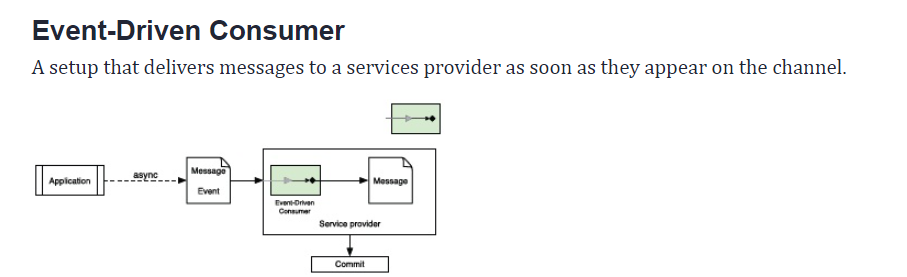 Event-Driven Consumer
A setup that delivers messages to a services provider as soon as they appear on the channel.
Application
async
Message
Event
Event-Driven
Consumer
Message
Service provider
Commit